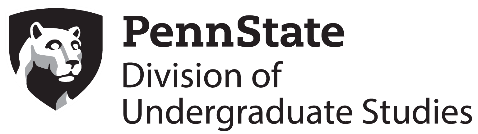 PennState
Division of
Undergraduate Studies